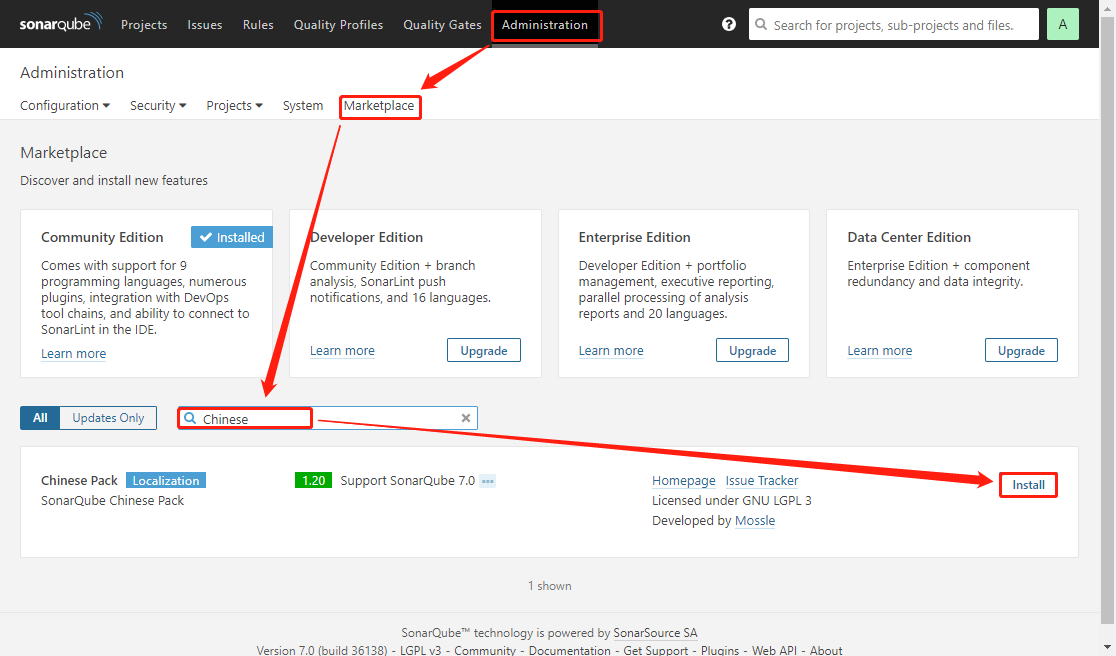 sonarqube Projects Issues Rules Quality Profiles Quality Gates Administration ? Search for projects, sub-projects and files. A
Administration
Configuration Security Projects System Marketplace
Marketplace
Discover and install new features
Community Edition Installed
Comes with support for 9
programming languages, numerous
plugins, integration with DevOps
tool chains, and ability to connect to
SonarLint in the IDE.
Learn more
Developer Edition
Community Edition + branch
analysis, SonarLint push
notifications, and 16 languages.
Learn more Upgrade
Enterprise Edition
Developer Edition + portfolio
management, executive reporting,
parallel processing of analysis
reports and 20 languages.
Learn more Upgrade
Data Center Edition
Enterprise Edition + component
redundancy and data integrity.
Learn more Upgrade
All Updates Only Chinese
Chinese Pack Localization 1.20 Support SonarQube 7.0 ... Homepage Issue Tracker Install
SonarQube Chinese Pack Licensed under GNU LGPL 3
Developed by Mossle
1 shown
SonarQube™ technology is powered by SonarSource SA
Version 7.0 (build 36138) - LGPL v3 - Community - Documentation - Get Support - Plugins - Web API - About